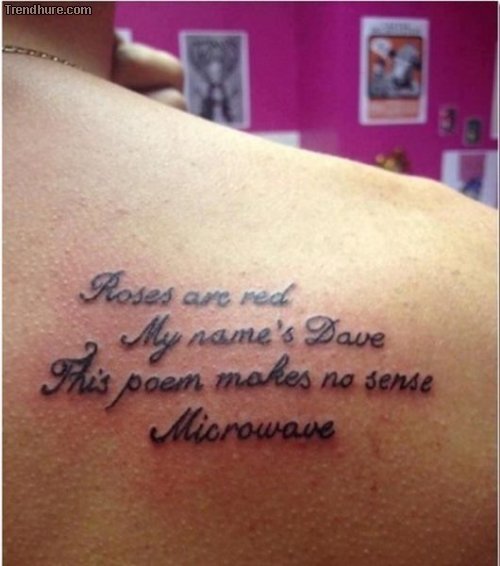 Trendhure.com
Roses are red
My name's Dave
This poem makes no sense
Microwave